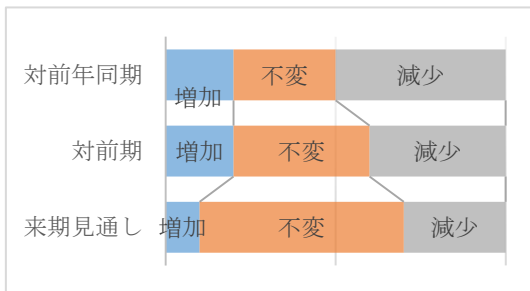 対前年同期 増加 不変 減少
対前期 増加 不変 減少
来期見通し 増加 不変 減少